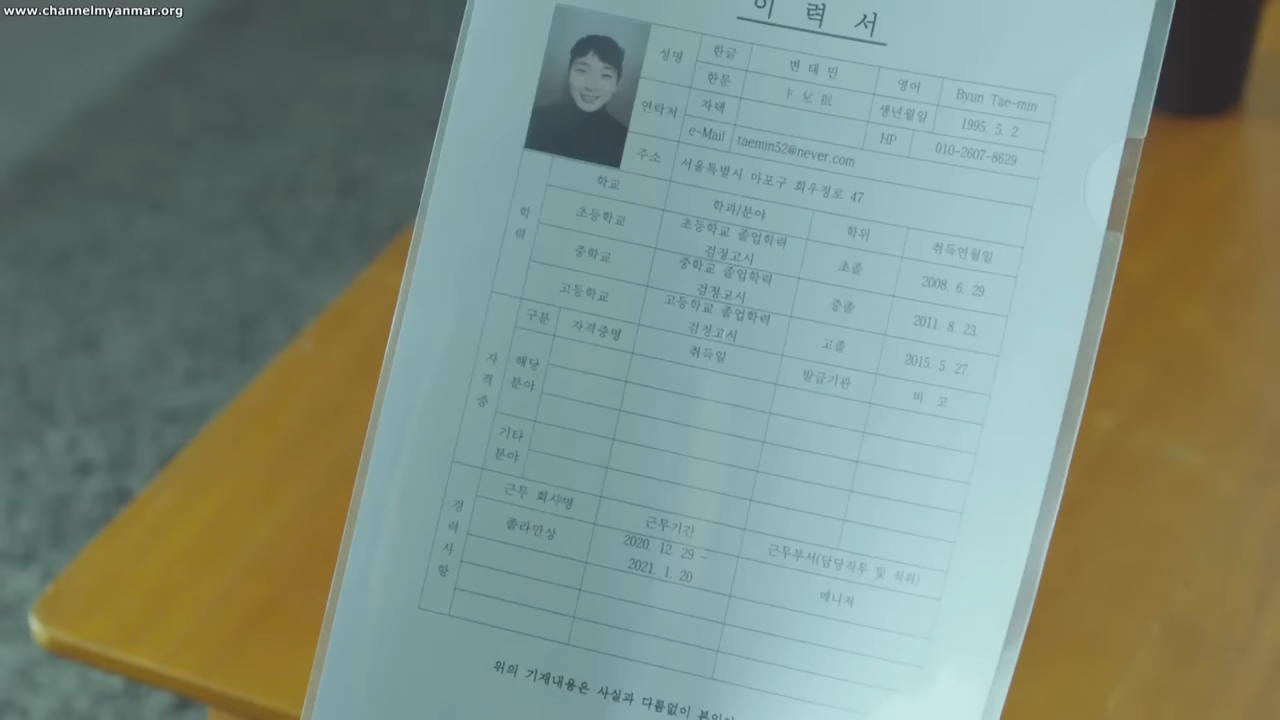 www.channelmyanmar.org
이 력 서
성명 한글 변 태 민 영어 Byun Tae-min
한문 생년월일 1995. 5. 2
연락처 자택 HP 010-2607-8629
e-Mail taemin52@never.com
주소 서울특별시 마포구 희우정로 47
학력
학교 학과/분야 학위 취득연월일
초등학교 초등학교 졸업학력 검정고시 초졸 2008. 6. 29.
중학교 중학교 졸업학력 검정고시 중졸 2011. 8. 23.
고등학교 고등학교 졸업학력 검정고시 고졸 2015. 5. 27
자격증
구분 자격증명 취득일 발급기관 비 고
해당 분야
기타 분야
경력사항
근무 회사명 근무기간 근무부서(담당직무 및 직위)
졸라만상 2020. 12. 29 ~ 2021. 1. 20 매니저
위의 기재내용은 사실과 다름없이